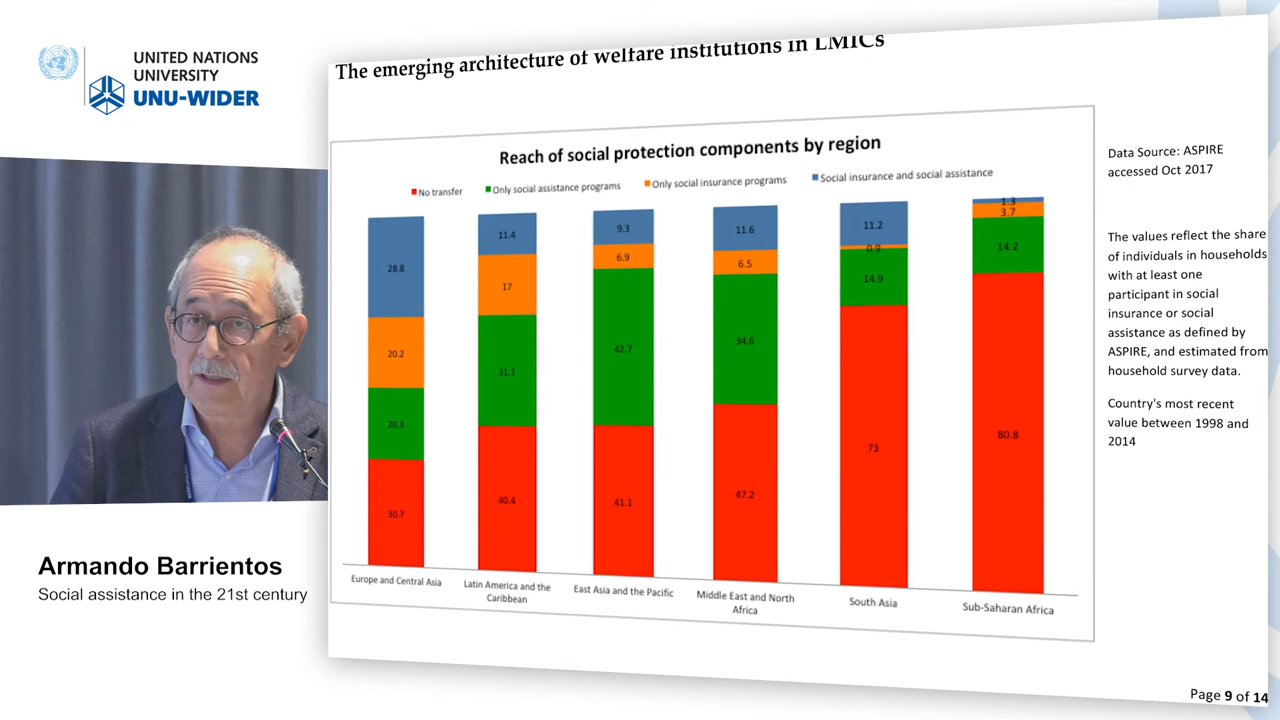 UNITED NATIONS
UNIVERSITY
UNU-WIDER
The emerging architecture of welfare institutions in LMICs
Reach of social protection components by region
No transfer
Only social assistance programs
Only social insurance programs
Social insurance and social assistance
28.8
20.2
20.3
30.7
11.4
17
31.1
40.4
9.3
6.9
42.7
41.1
11.6
6.5
34.6
47.2
11.2
0.9
14.9
73
1.3
3.7
14.2
80.8
Europe and Central Asia
Latin America and the
Caribbean
East Asia and the Pacific
Middle East and North
Africa
South Asia
Sub-Saharan Africa
Data Source: ASPIRE
accessed Oct 2017
The values reflect the share
of individuals in households
with at least one
participant in social
insurance or social
assistance as defined by
ASPIRE, and estimated from
household survey data.
Country's most recent
value between 1998 and
2014
Armando Barrientos
Social assistance in the 21st century
Page 9 of 14